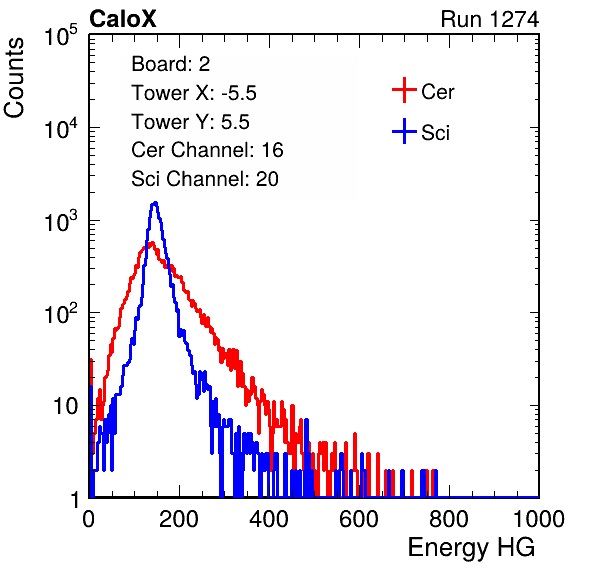 CaloX Run 1274
10^5
Counts
Board: 2
Tower X: -5.5
Tower Y: 5.5
Cer Channel: 16
Sci Channel: 20
Cer
Sci
10^4
10^3
10^2
10
1
0 200 400 600 800 1000
Energy HG